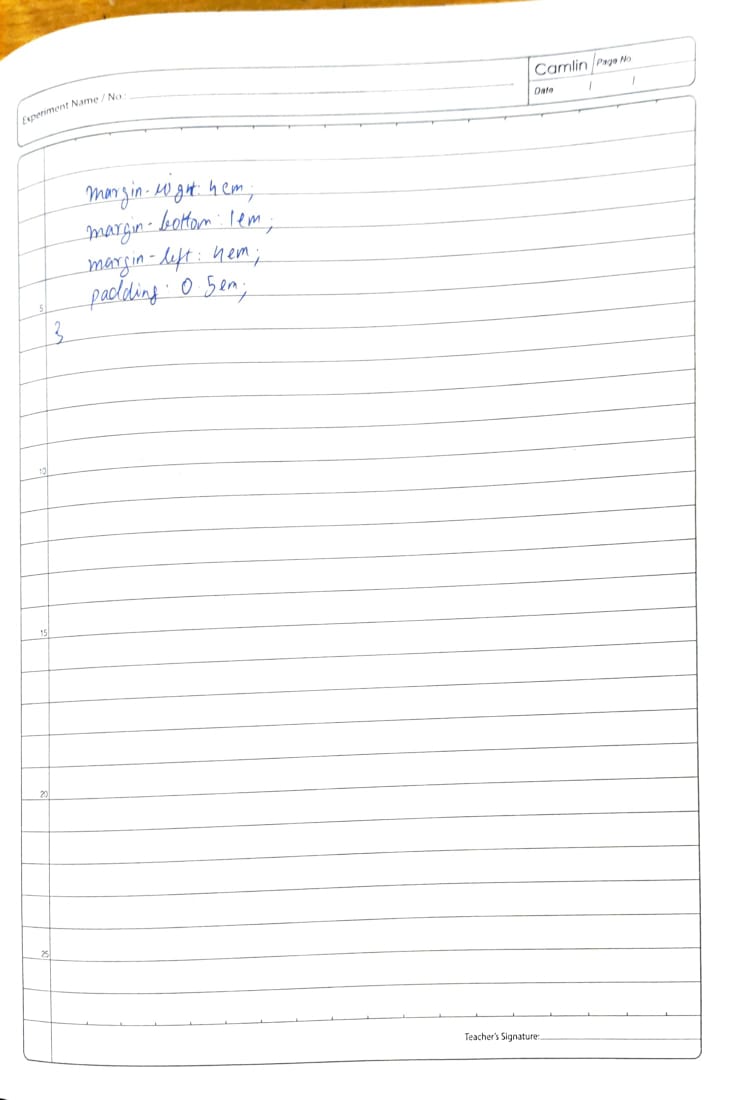 Camlin Page No
Experiment Name / No.:
Date / /
margin-right: 4em;
margin-bottom: 1em;
margin-left: 4em;
padding: 0.5em;
5
}
10
15
20
25
Teacher's Signature: